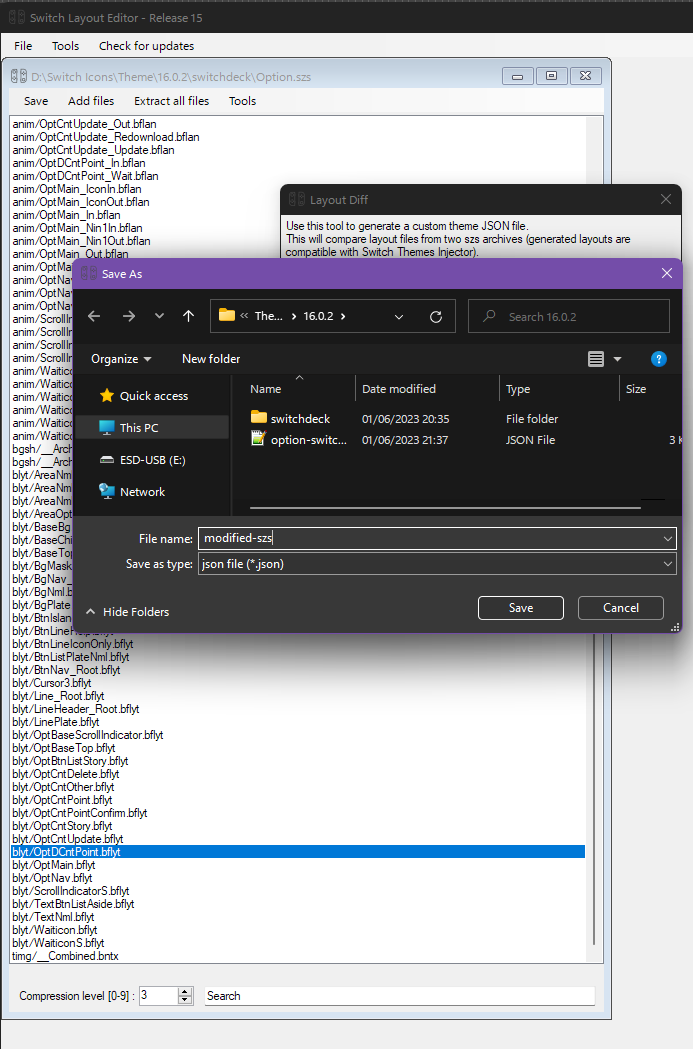 Switch Layout Editor - Release 15
File Tools Check for updates
D:\Switch Icons\Theme\16.0.2\switchdeck\Option.szs
Save Add files Extract all files Tools
anim/OptCntUpdate_Out.bflan
anim/OptCntUpdate_Redownload.bflan
anim/OptCntUpdate_Update.bflan
anim/OptDCntPoint_In.bflan
anim/OptDCntPoint_Wait.bflan
anim/OptMain_IconIn.bflan
anim/OptMain_IconOut.bflan
anim/OptMain_In.bflan
anim/OptMain_Nin1In.bflan
anim/OptMain_Nin1Out.bflan
anim/OptMain_Out.bflan
Layout Diff
Use this tool to generate a custom theme JSON file.
This will compare layout files from two szs archives (generated layouts are
compatible with Switch Themes Injector).
anim/OptMa
anim/OptNa
anim/OptNa
anim/OptNa
anim/ScrollIn
anim/ScrollIn
anim/ScrollIn
anim/ScrollIn
anim/Waitico
anim/Waitico
anim/Waitico
anim/Waitico
anim/Waitico
anim/Waitico
bgsh/__Arch
bgsh/__Arch
blyt/AreaNm
blyt/AreaNm
blyt/AreaNm
blyt/AreaOpt
blyt/BaseBg
blyt/BaseChi
blyt/BaseTop
blyt/BgMask
blyt/BgNav_
blyt/BgNml.b
blyt/BgPlate
blyt/BtnIslan
Save As
The... 16.0.2
Search 16.0.2
Organize New folder
Quick access
This PC
ESD-USB (E:)
Network
Name Date modified Type Size
switchdeck 01/06/2023 20:35 File folder
option-switc... 01/06/2023 21:37 JSON File 3 K
File name: modified-szs
Save as type: json file (*.json)
Hide Folders Save Cancel
blyt/BtnLineHelp.bflyt
blyt/BtnLineIconOnly.bflyt
blyt/BtnListPlateNml.bflyt
blyt/BtnNav_Root.bflyt
blyt/Cursor3.bflyt
blyt/Line_Root.bflyt
blyt/LineHeader_Root.bflyt
blyt/LinePlate.bflyt
blyt/OptBaseScrollIndicator.bflyt
blyt/OptBaseTop.bflyt
blyt/OptBtnListStory.bflyt
blyt/OptCntDelete.bflyt
blyt/OptCntOther.bflyt
blyt/OptCntPoint.bflyt
blyt/OptCntPointConfirm.bflyt
blyt/OptCntStory.bflyt
blyt/OptCntUpdate.bflyt
blyt/OptDCntPoint.bflyt
blyt/OptMain.bflyt
blyt/OptNav.bflyt
blyt/ScrollIndicatorS.bflyt
blyt/TextBtnListAside.bflyt
blyt/TextNml.bflyt
blyt/Waiticon.bflyt
blyt/WaiticonS.bflyt
timg/__Combined.bntx
Compression level [0-9] : 3 Search